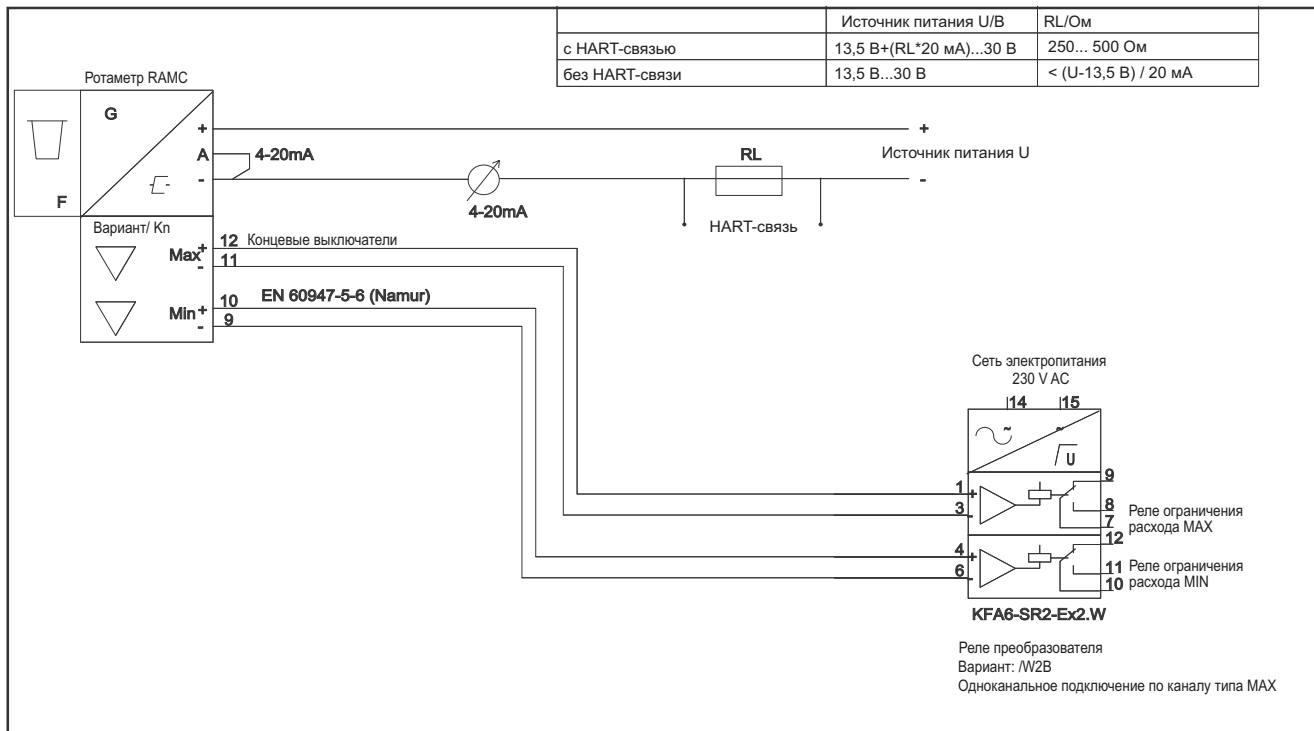 Источник питания U/В RL/Ом
с HART-связью 13,5 В+(RL*20 мА)...30 В 250... 500 Ом
без HART-связи 13,5 В...30 В < (U-13,5 В) / 20 мА
Ротаметр RAMC
G
F
+
A
-
4-20mA
4-20mA
RL
HART-связь
+
Источник питания U
-
Вариант/ Kn
Max + 12 Концевые выключатели
- 11
Min + 10 EN 60947-5-6 (Namur)
- 9
Сеть электропитания
230 V AC
14 15
~ ~
U
1 + 9
3 - 8
7
Реле ограничения
расхода MAX
4 + 12
6 - 11
10
Реле ограничения
расхода MIN
KFA6-SR2-Ex2.W
Реле преобразователя
Вариант: /W2B
Одноканальное подключение по каналу типа MAX